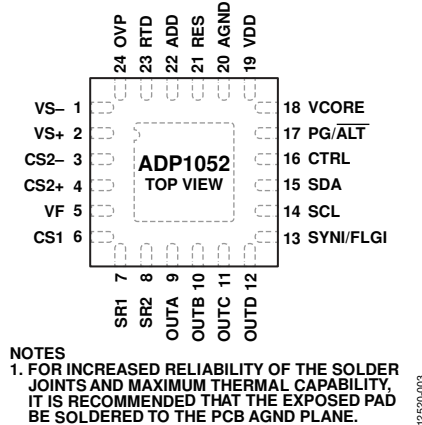 24 OVP
23 RTD
22 ADD
21 RES
20 AGND
19 VDD
VS– 1
VS+ 2
CS2– 3
CS2+ 4
VF 5
CS1 6
ADP1052
TOP VIEW
18 VCORE
17 PG/ALT
16 CTRL
15 SDA
14 SCL
13 SYNI/FLGI
SR1 7
SR2 8
OUTA 9
OUTB 10
OUTC 11
OUTD 12
NOTES
1. FOR INCREASED RELIABILITY OF THE SOLDER
JOINTS AND MAXIMUM THERMAL CAPABILITY,
IT IS RECOMMENDED THAT THE EXPOSED PAD
BE SOLDERED TO THE PCB AGND PLANE.
12520-003